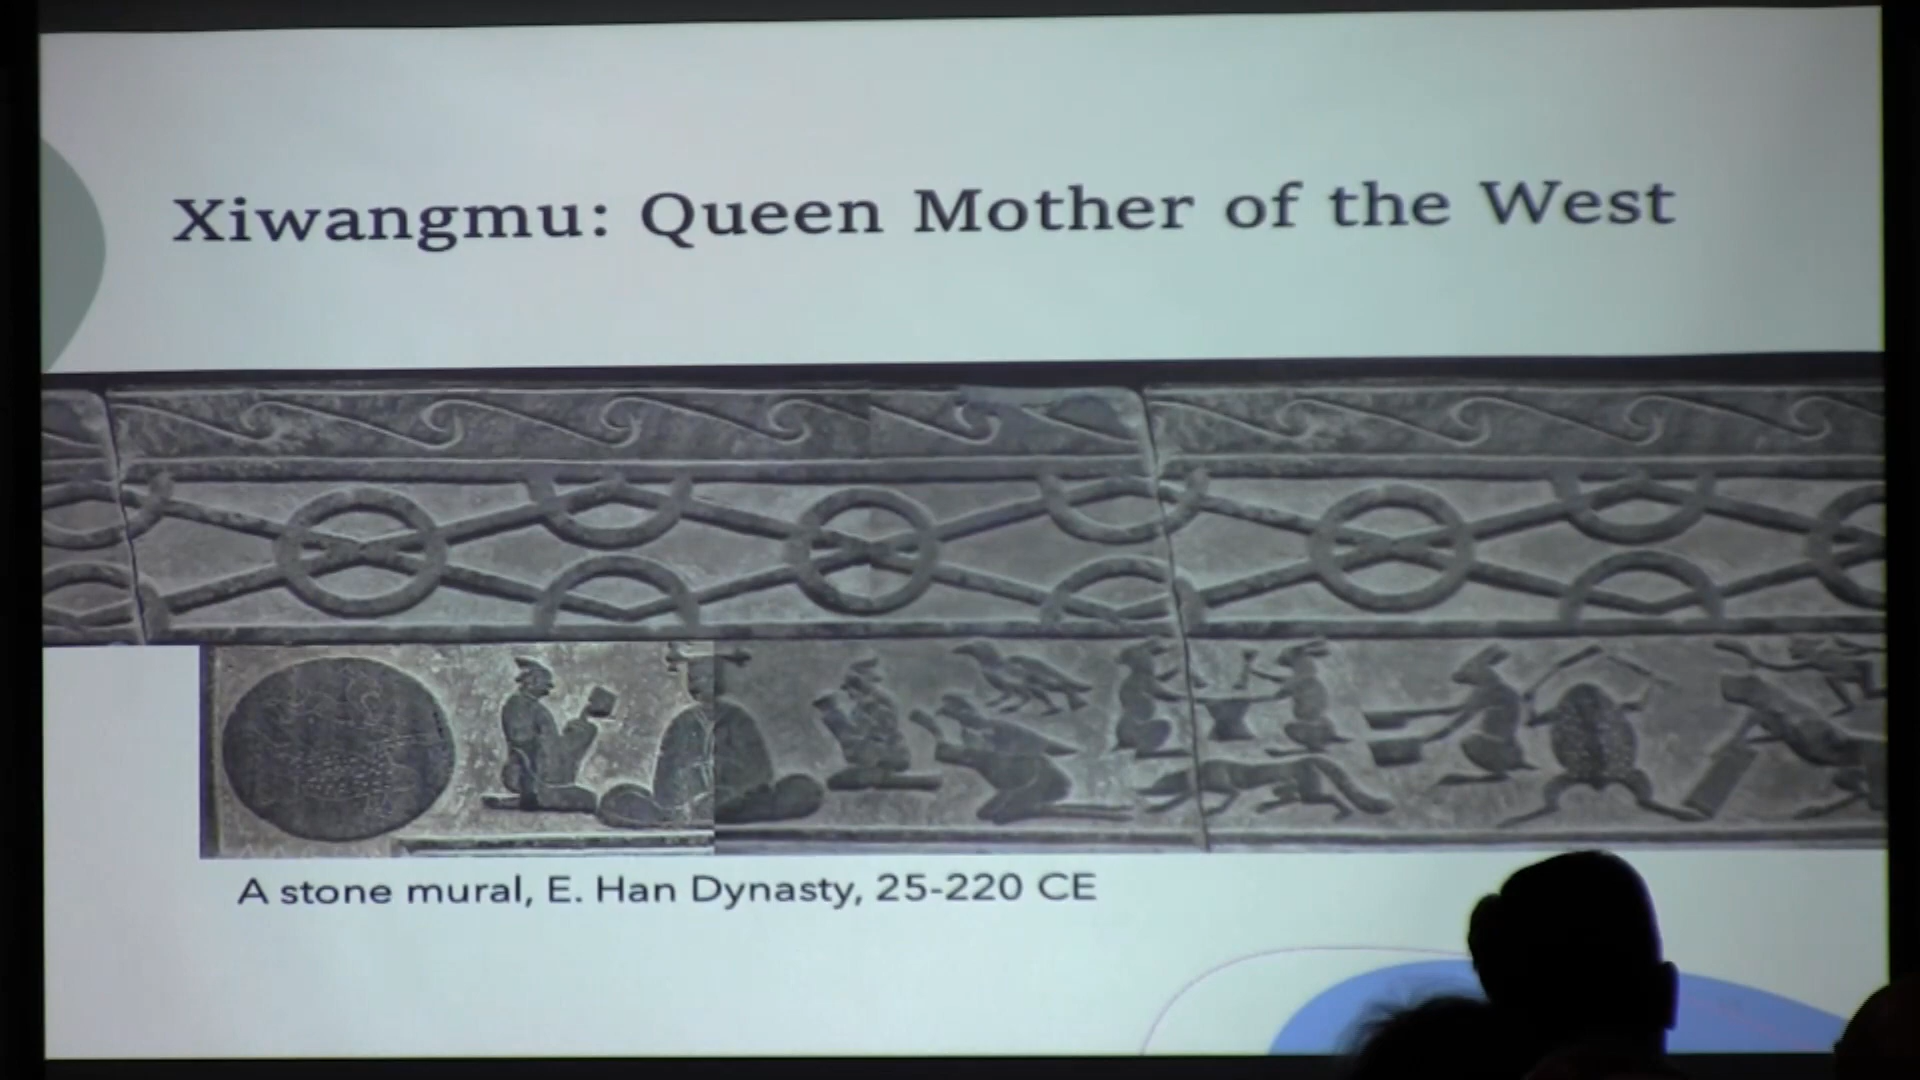 Xiwangmu: Queen Mother of the West
A stone mural, E. Han Dynasty, 25-220 CE